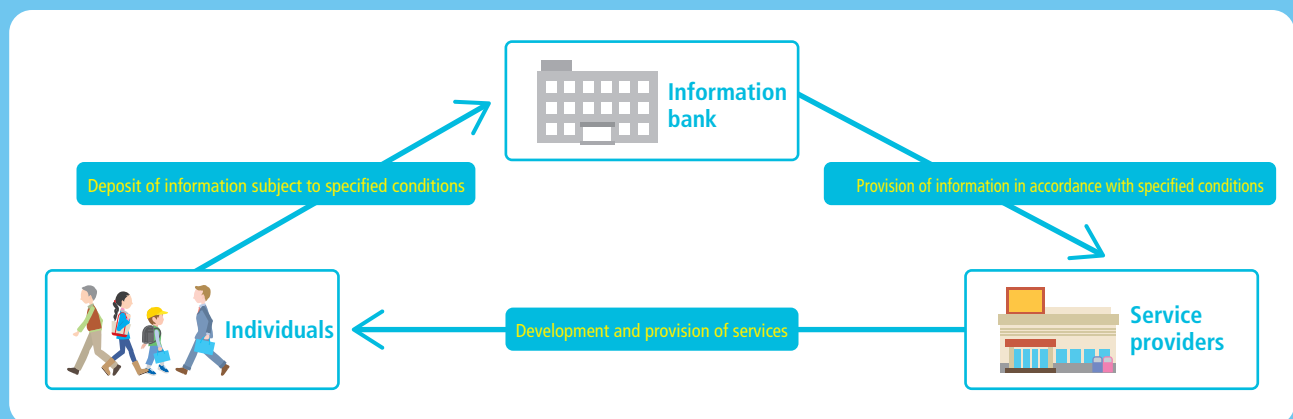 Information
bank
Deposit of information subject to specified conditions
Provision of information in accordance with specified conditions
Individuals
Development and provision of services
Service
providers